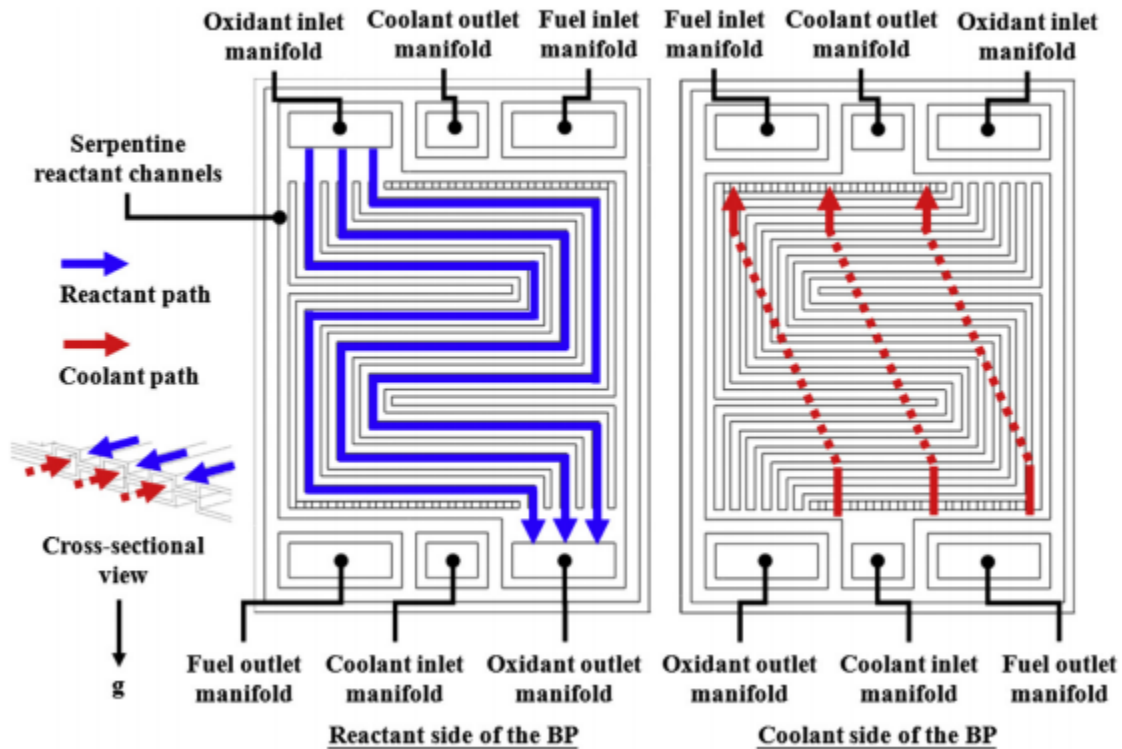 Oxidant inlet
manifold
Coolant outlet
manifold
Fuel inlet
manifold
Fuel inlet
manifold
Coolant outlet
manifold
Oxidant inlet
manifold
Serpentine
reactant channels
Reactant path
Coolant path
Cross-sectional
view
g
Fuel outlet
manifold
Coolant inlet
manifold
Oxidant outlet
manifold
Oxidant outlet
manifold
Coolant inlet
manifold
Fuel outlet
manifold
Reactant side of the BP
Coolant side of the BP